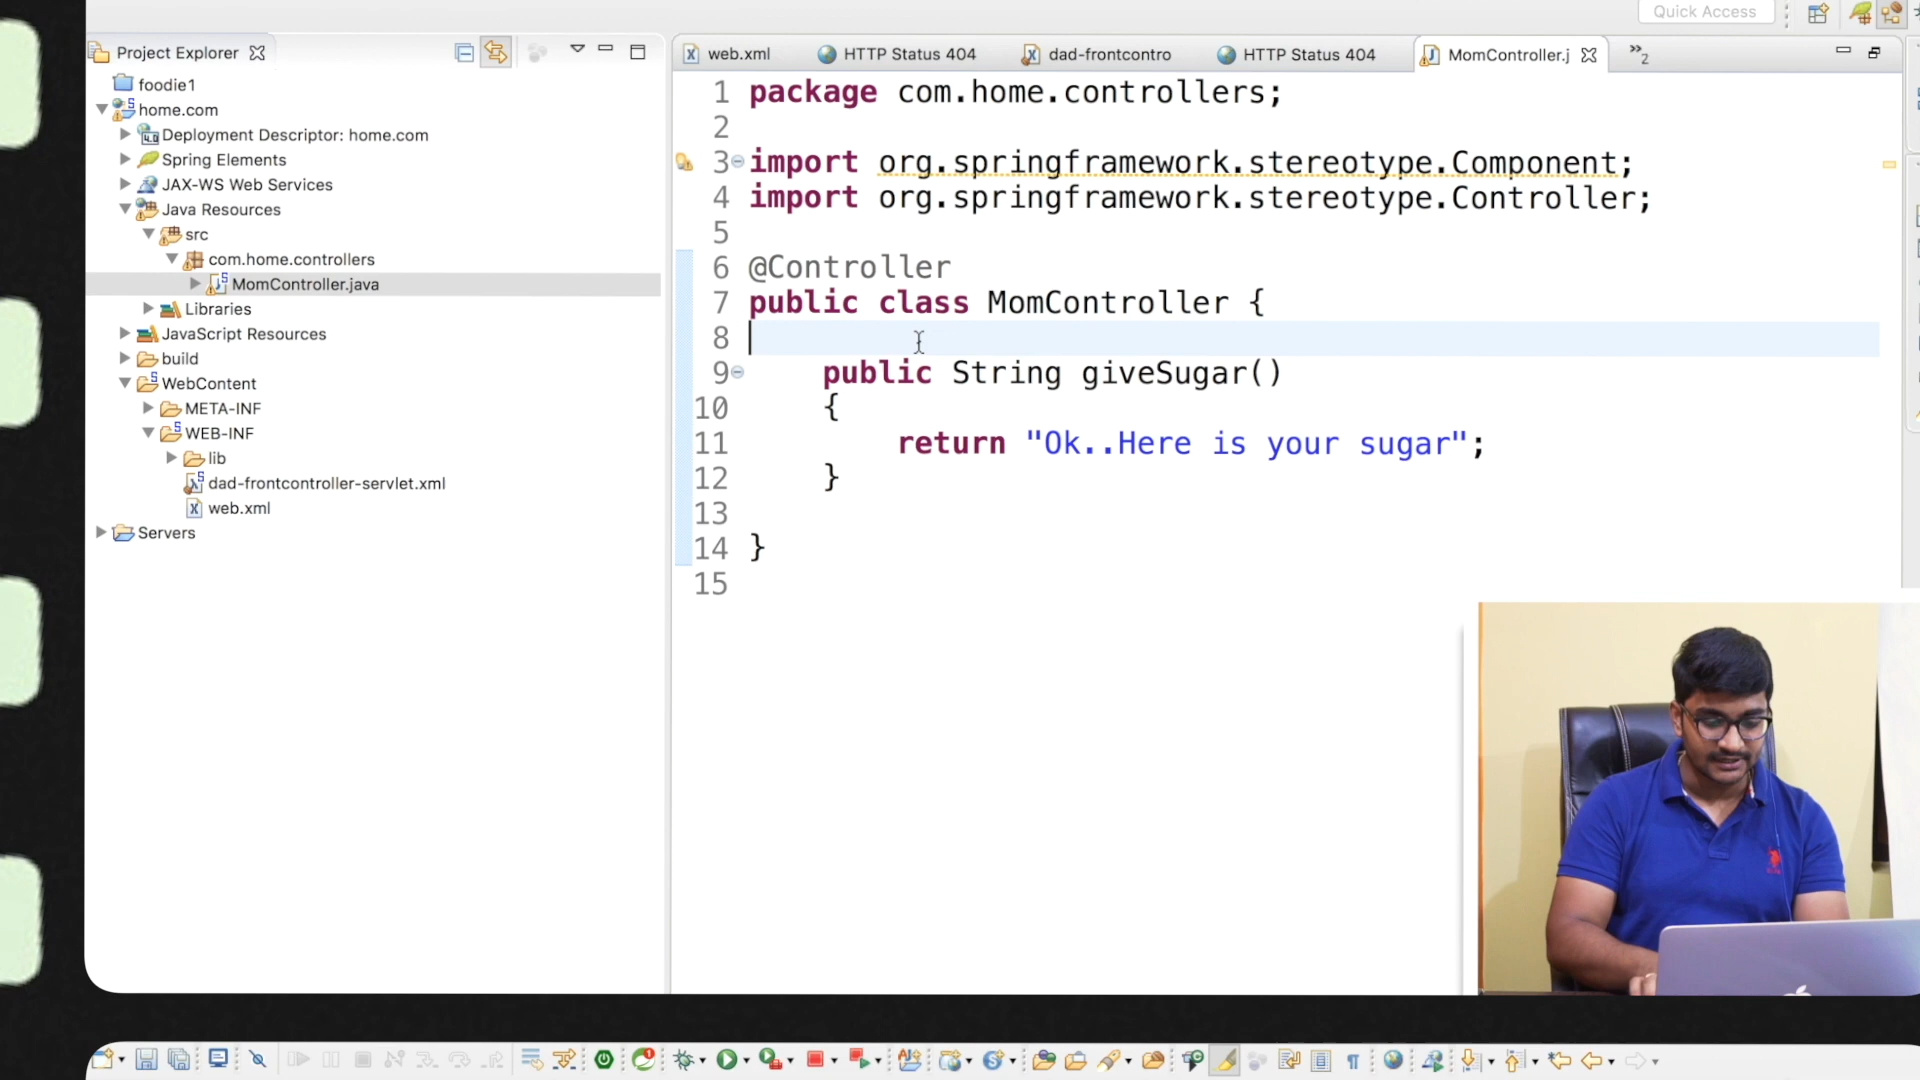 Quick Access
Project Explorer
web.xml
HTTP Status 404
dad-frontcontro
HTTP Status 404
MomController.j
»2
foodie1
home.com
Deployment Descriptor: home.com
Spring Elements
JAX-WS Web Services
Java Resources
src
com.home.controllers
MomController.java
Libraries
JavaScript Resources
build
WebContent
META-INF
WEB-INF
lib
dad-frontcontroller-servlet.xml
web.xml
Servers
1 package com.home.controllers;
2
3 import org.springframework.stereotype.Component;
4 import org.springframework.stereotype.Controller;
5
6 @Controller
7 public class MomController {
8
9 public String giveSugar()
10 {
11 return "Ok..Here is your sugar";
12 }
13
14 }
15